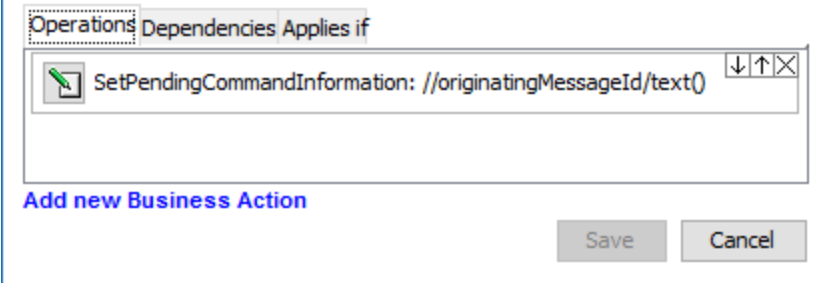 Operations Dependencies Applies if
SetPendingCommandInformation: //originatingMessageId/text()
Add new Business Action
Save Cancel